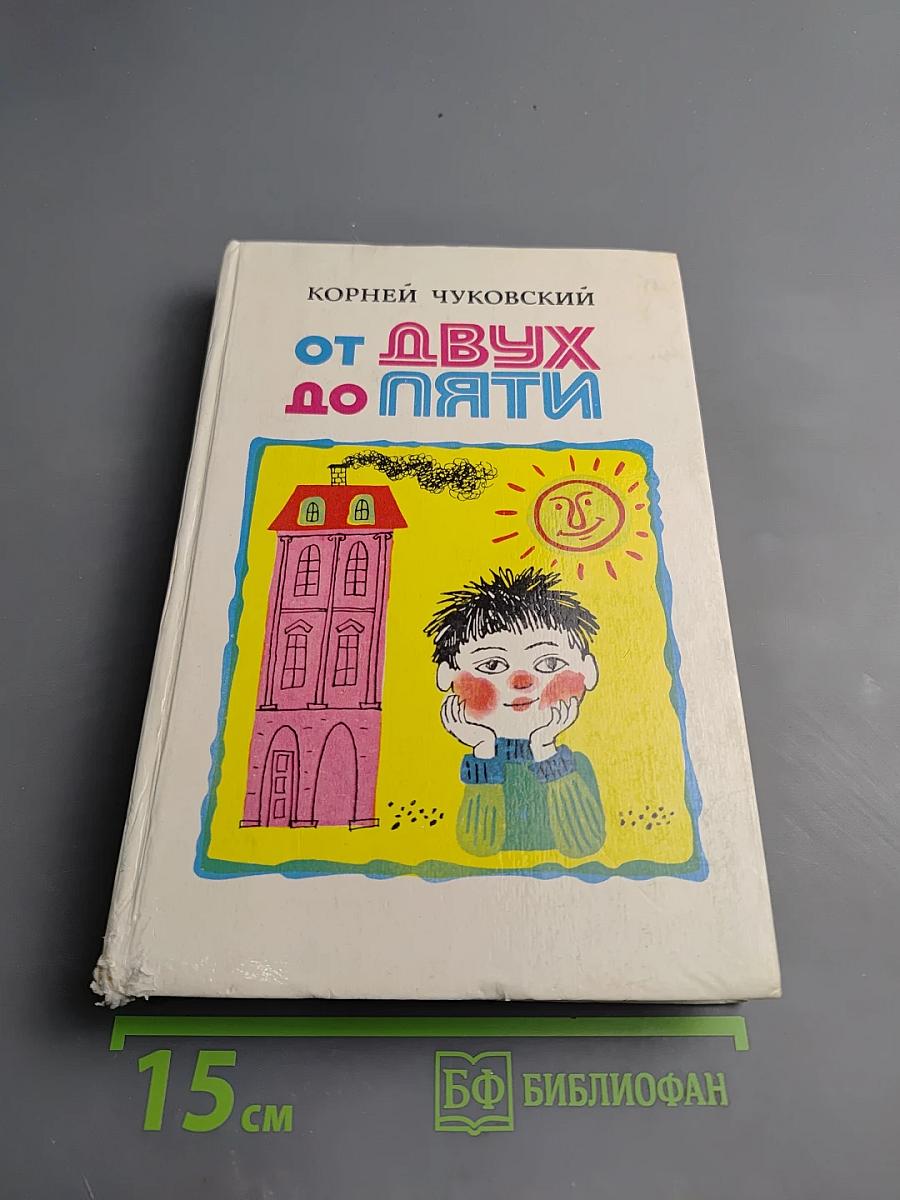 КОРНЕЙ ЧУКОВСКИЙ
ОТ ДВУХ
ДО ПЯТИ
15 см
БФ БИБЛИОФАН